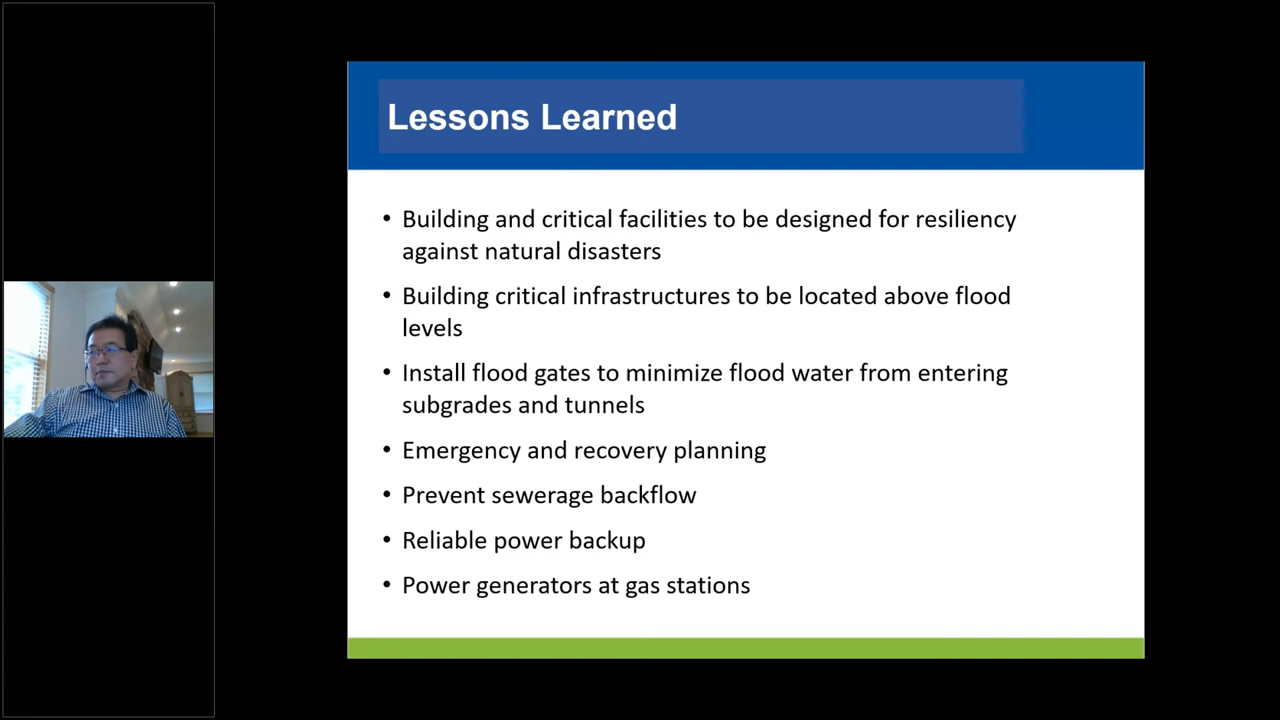 Lessons Learned
• Building and critical facilities to be designed for resiliency
against natural disasters
• Building critical infrastructures to be located above flood
levels
• Install flood gates to minimize flood water from entering
subgrades and tunnels
• Emergency and recovery planning
• Prevent sewerage backflow
• Reliable power backup
• Power generators at gas stations